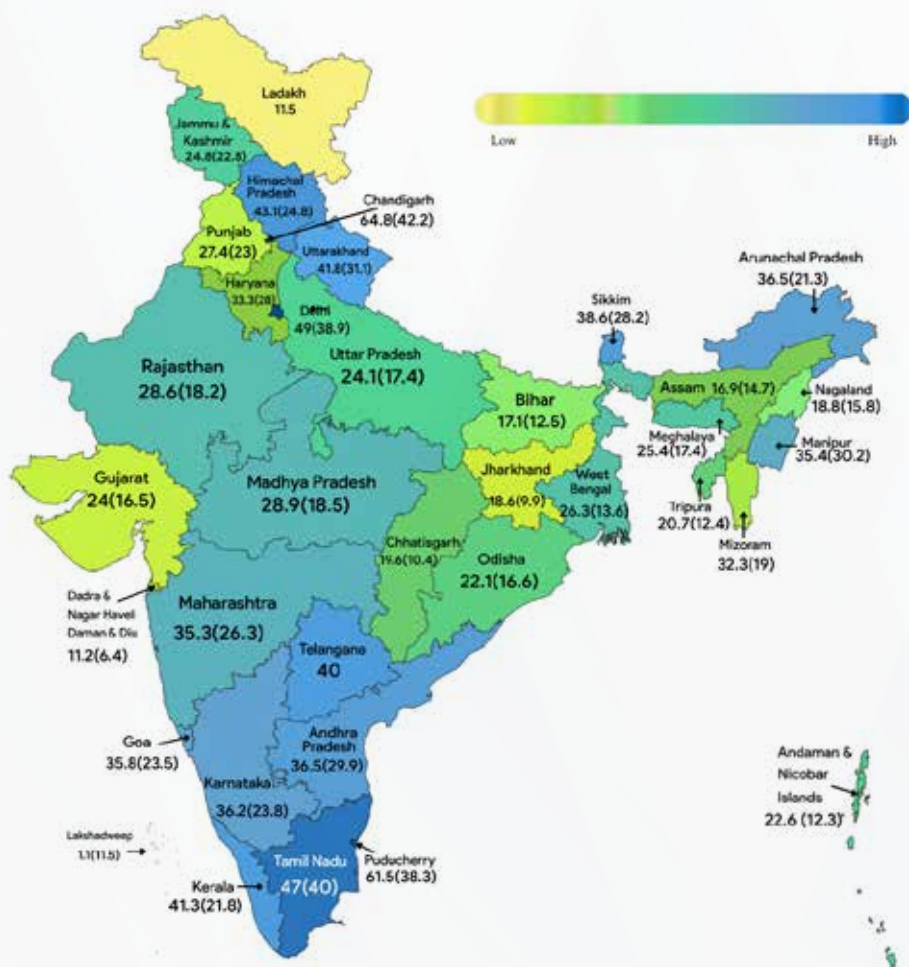 Ladakh
11.5
Low
High
Jammu &
Kashmir
24.8(22.8)
Himachal
Pradesh
43.1(24.8)
Chandigarh
64.8(42.2)
Punjab
27.4(23)
Uttarakhand
41.8(31.1)
Haryana
33.3(28)
Delhi
49(38.9)
Arunachal Pradesh
36.5(21.3)
Sikkim
38.6(28.2)
Rajasthan
28.6(18.2)
Uttar Pradesh
24.1(17.4)
Bihar
17.1(12.5)
Assam 16.9(14.7)
Nagaland
18.8(15.8)
Meghalaya
25.4(17.4)
Manipur
35.4(30.2)
Gujarat
24(16.5)
Madhya Pradesh
28.9(18.5)
Jharkhand
18.6(9.9)
West
Bengal
26.3(13.6)
Tripura
20.7(12.4)
Mizoram
32.3(19)
Chhatisgarh
19.6(10.4)
Odisha
22.1(16.6)
Dadra &
Nagar Haveli
Daman & Diu
11.2(6.4)
Maharashtra
35.3(26.3)
Telangana
40
Goa
35.8(23.5)
Andhra
Pradesh
36.5(29.9)
Karnataka
36.2(23.8)
Andaman &
Nicobar
Islands
22.6 (12.3)
Lakshadweep
1.1(11.5)
Kerala
41.3(21.8)
Tamil Nadu
47(40)
Puducherry
61.5(38.3)